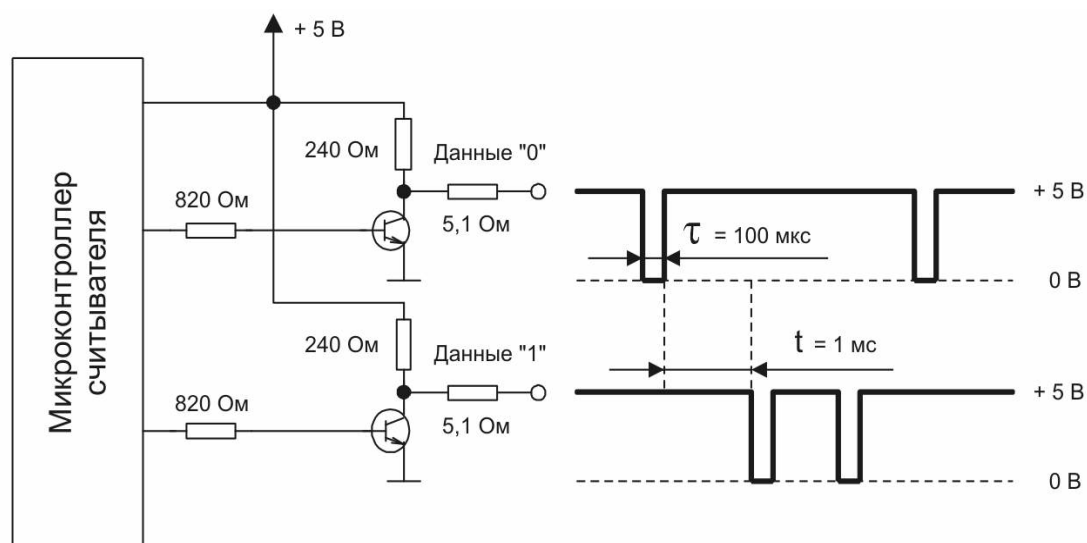 + 5 В
Микроконтроллер
считывателя
240 Ом
Данные "0"
820 Ом
5,1 Ом
+ 5 В
τ = 100 мкс
0 В
240 Ом
Данные "1"
t = 1 мс
820 Ом
5,1 Ом
+ 5 В
0 В